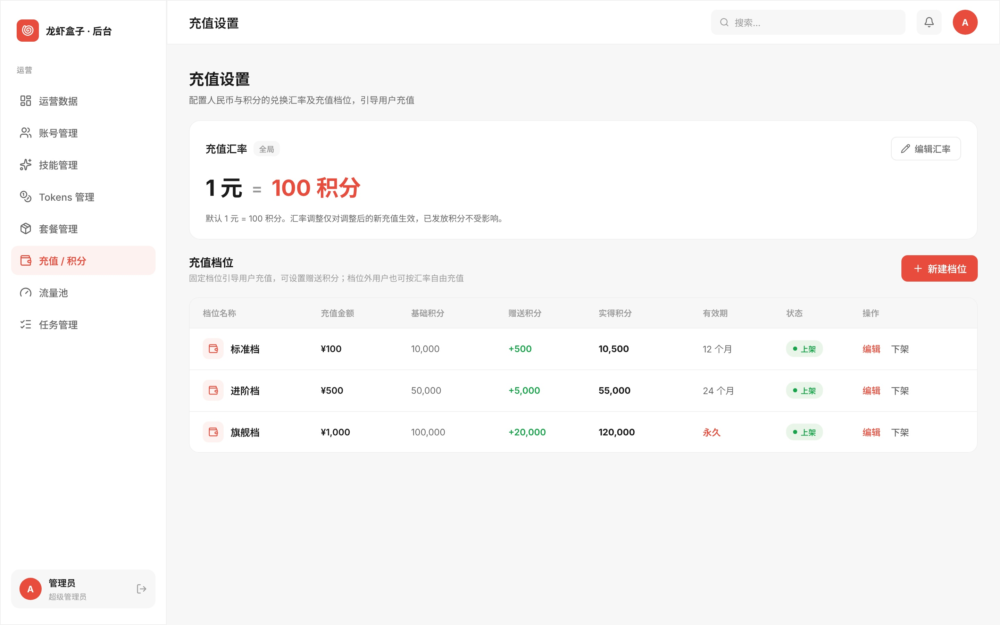 龙虾盒子 · 后台
运营
运营数据
账号管理
技能管理
Tokens 管理
套餐管理
充值 / 积分
流量池
任务管理
A
管理员
超级管理员
充值设置
搜索...
A
充值设置
配置人民币与积分的兑换汇率及充值档位，引导用户充值
充值汇率 全局
编辑汇率
1 元 = 100 积分
默认 1 元 = 100 积分。汇率调整仅对调整后的新充值生效，已发放积分不受影响。
充值档位
固定档位引导用户充值，可设置赠送积分；档位外用户也可按汇率自由充值
新建档位
档位名称 充值金额 基础积分 赠送积分 实得积分 有效期 状态 操作
标准档 ¥100 10,000 +500 10,500 12 个月 上架 编辑 下架
进阶档 ¥500 50,000 +5,000 55,000 24 个月 上架 编辑 下架
旗舰档 ¥1,000 100,000 +20,000 120,000 永久 上架 编辑 下架